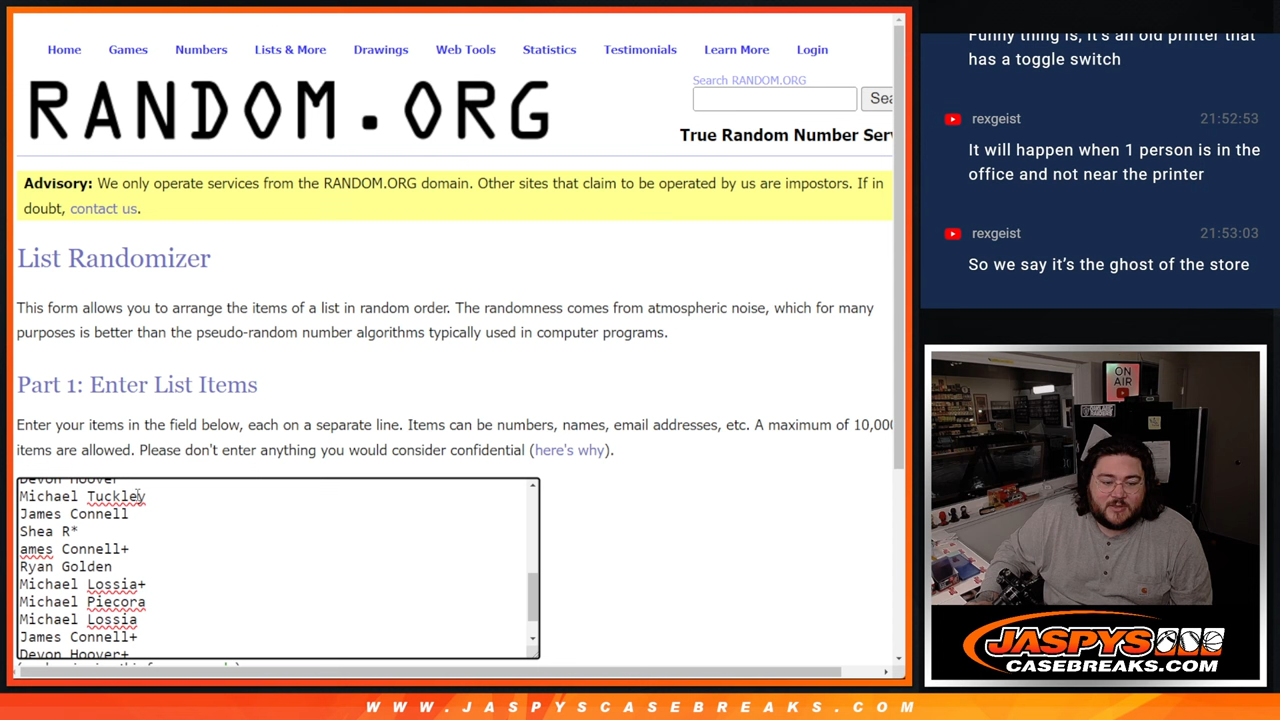 Home Games Numbers Lists & More Drawings Web Tools Statistics Testimonials Learn More Login
Search RANDOM.ORG
RANDOM.ORG
Sea
True Random Number Serv
Advisory: We only operate services from the RANDOM.ORG domain. Other sites that claim to be operated by us are impostors. If in
doubt, contact us.
List Randomizer
This form allows you to arrange the items of a list in random order. The randomness comes from atmospheric noise, which for many
purposes is better than the pseudo-random number algorithms typically used in computer programs.
Part 1: Enter List Items
Enter your items in the field below, each on a separate line. Items can be numbers, names, email addresses, etc. A maximum of 10,000
items are allowed. Please don't enter anything you would consider confidential (here's why).
Devon Hoover
Michael Tuckley
James Connell
Shea R*
ames Connell+
Ryan Golden
Michael Lossia+
Michael Piecora
Michael Lossia
James Connell+
Devon Hoover+
Funny thing is, it's an old printer that
has a toggle switch
rexgeist 21:52:53
It will happen when 1 person is in the
office and not near the printer
rexgeist 21:53:03
So we say it's the ghost of the store
ON
AIR
JASPYS
CASEBREAKS.COM
WWW.JASPYSCASEBREAKS.COM